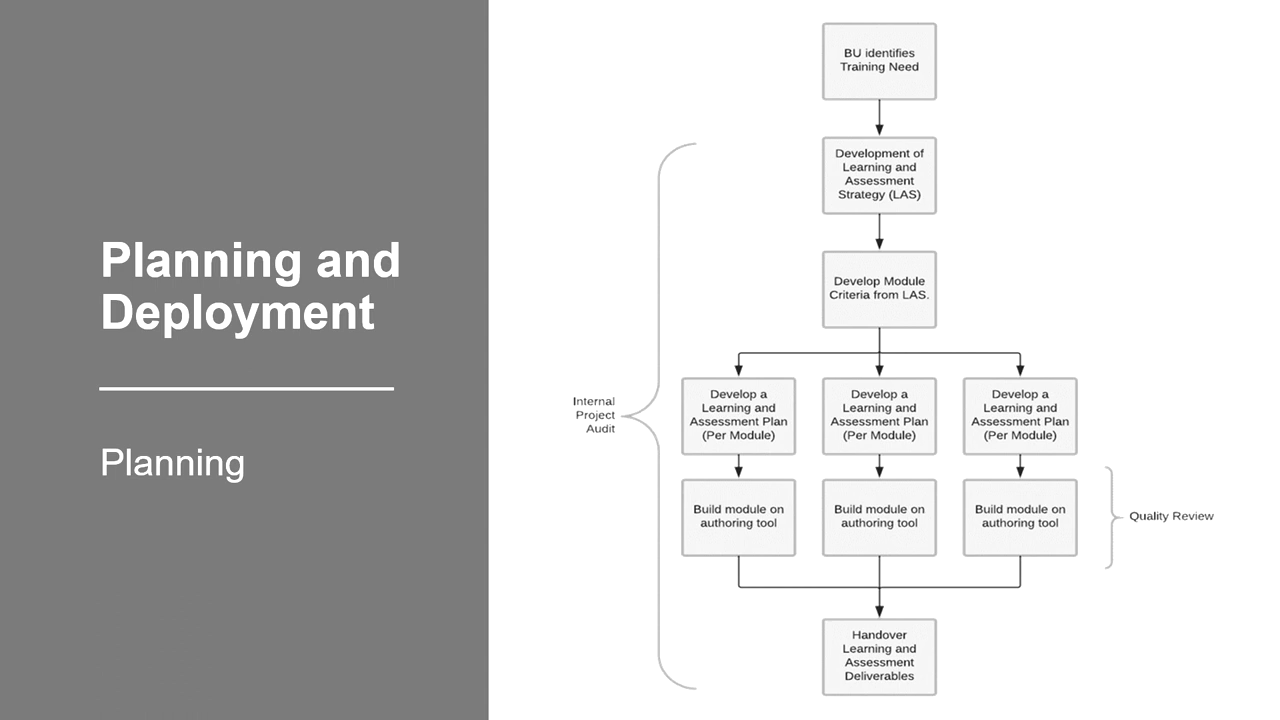 Planning and
Deployment
Planning
BU identifies
Training Need
Development of
Learning and
Assessment
Strategy (LAS)
Develop Module
Criteria from LAS.
Internal
Project
Audit
Develop a
Learning and
Assessment Plan
(Per Module)
Develop a
Learning and
Assessment Plan
(Per Module)
Develop a
Learning and
Assessment Plan
(Per Module)
Build module on
authoring tool
Build module on
authoring tool
Build module on
authoring tool
Quality Review
Handover
Learning and
Assessment
Deliverables